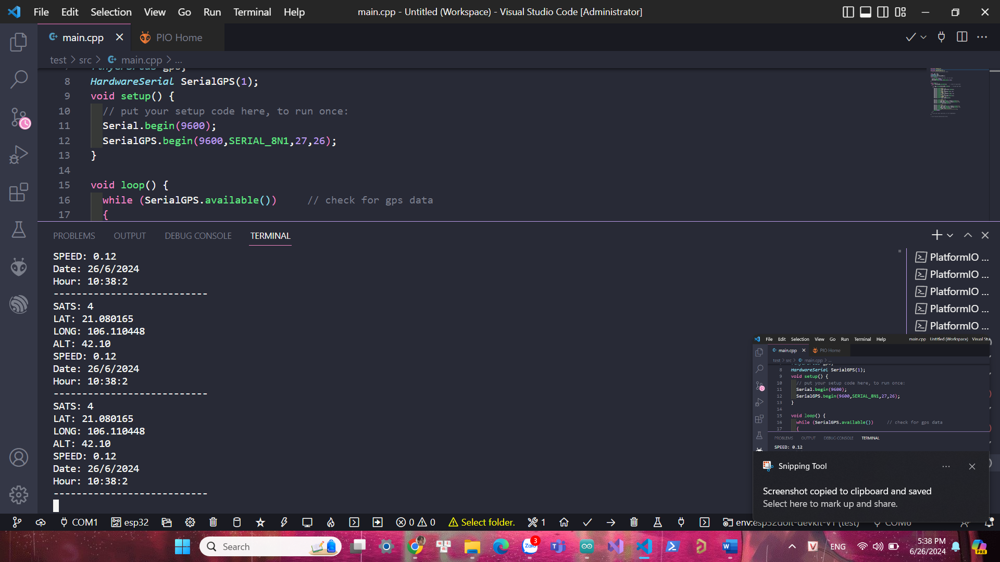 File Edit Selection View Go Run Terminal Help
main.cpp - Untitled (Workspace) - Visual Studio Code [Administrator]
main.cpp
PIO Home
test > src > main.cpp > ...
8 HardwareSerial SerialGPS(1);
9 void setup() {
10 // put your setup code here, to run once:
11 Serial.begin(9600);
12 SerialGPS.begin(9600,SERIAL_8N1,27,26);
13 }
14
15 void loop() {
16 while (SerialGPS.available()) // check for gps data
17 {
PROBLEMS OUTPUT DEBUG CONSOLE TERMINAL
SPEED: 0.12
Date: 26/6/2024
Hour: 10:38:2
---------------------------
SATS: 4
LAT: 21.080165
LONG: 106.110448
ALT: 42.10
SPEED: 0.12
Date: 26/6/2024
Hour: 10:38:2
---------------------------
SATS: 4
LAT: 21.080165
LONG: 106.110448
ALT: 42.10
SPEED: 0.12
Date: 26/6/2024
Hour: 10:38:2
---------------------------
PlatformIO ...
PlatformIO ...
PlatformIO ...
PlatformIO ...
PlatformIO ...
File Edit Selection View Go Run Terminal Help
main.cpp - Untitled (Workspace) - Visual Stu
main.cpp
PIO Home
test > src > main.cpp > ...
8 HardwareSerial SerialGPS(1);
9 void setup() {
10 // put your setup code here, to run once:
11 Serial.begin(9600);
12 SerialGPS.begin(9600,SERIAL_8N1,27,26);
13 }
14
15 void loop() {
16 while (SerialGPS.available()) // check for gps data
17 {
PROBLEMS OUTPUT DEBUG CONSOLE TERMINAL
SPEED: 0.12
Snipping Tool
Screenshot copied to clipboard and saved
Select here to mark up and share.
COM1 esp32 0 0 Select folder. 1 env:esp32doit-devkit-v1 (test) COM6
Search
Zalo
3
ENG
5:38 PM
6/26/2024
PRE